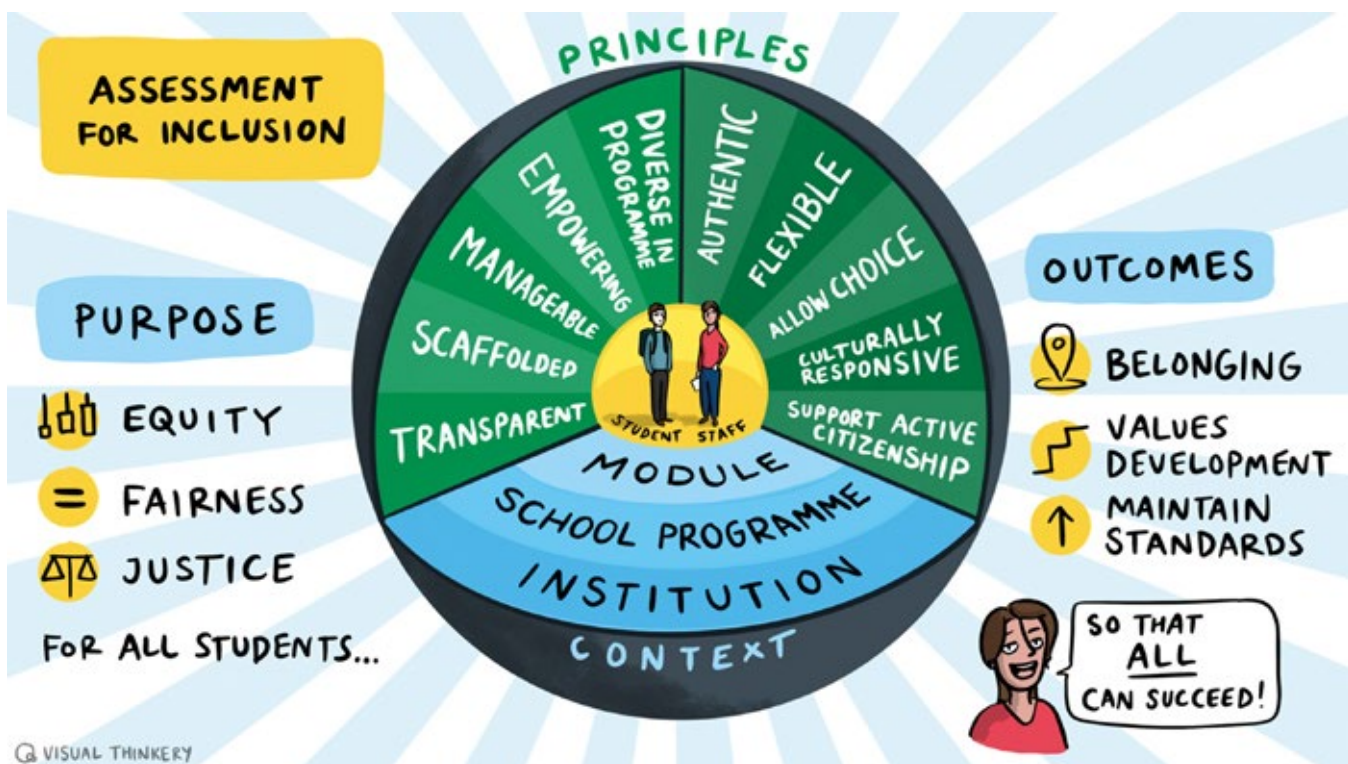 ASSESSMENT
FOR INCLUSION
PURPOSE
EQUITY
=
FAIRNESS
JUSTICE
FOR ALL STUDENTS...
PRINCIPLES
TRANSPARENT
SCAFFOLDED
MANAGEABLE
EMPOWERING
DIVERSE IN
PROGRAMME
AUTHENTIC
FLEXIBLE
ALLOW CHOICE
CULTURALLY
RESPONSIVE
SUPPORT ACTIVE
CITIZENSHIP
STUDENT STAFF
MODULE
SCHOOL PROGRAMME
INSTITUTION
CONTEXT
OUTCOMES
BELONGING
VALUES
DEVELOPMENT
MAINTAIN
STANDARDS
SO THAT
ALL
CAN SUCCEED!
VISUAL THINKERY